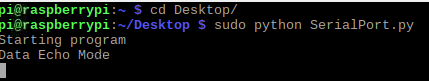 pi@raspberrypi:~ $ cd Desktop/
pi@raspberrypi:~/Desktop $ sudo python SerialPort.py
Starting program
Data Echo Mode